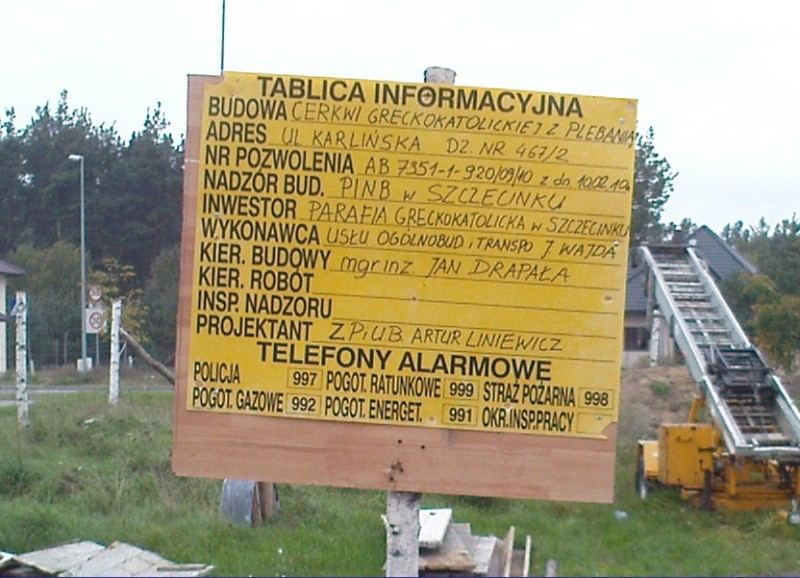 TABLICA INFORMACYJNA
BUDOWA CERKWI GRECKOKATOLICKIEJ Z PLEBANIĄ
ADRES UL. KARLIŃSKA DZ. NR 467/2
NR POZWOLENIA AB 7351-1-920/09/10 z dn. 10.02.10r
NADZÓR BUD. PINB w SZCZECINKU
INWESTOR PARAFIA GRECKOKATOLICKA w SZCZECINKU
WYKONAWCA USŁU OGÓLNOBUD i TRANSPO J. WAJDA
KIER. BUDOWY mgr inż. JAN DRAPAŁA
KIER. ROBÓT
INSP. NADZORU
PROJEKTANT ZPiUB ARTUR LINIEWICZ
TELEFONY ALARMOWE
POLICJA 997 POGOT. RATUNKOWE 999 STRAŻ POŻARNA 998
POGOT. GAZOWE 992 POGOT. ENERGET. 991 OKR.INSP.PRACY